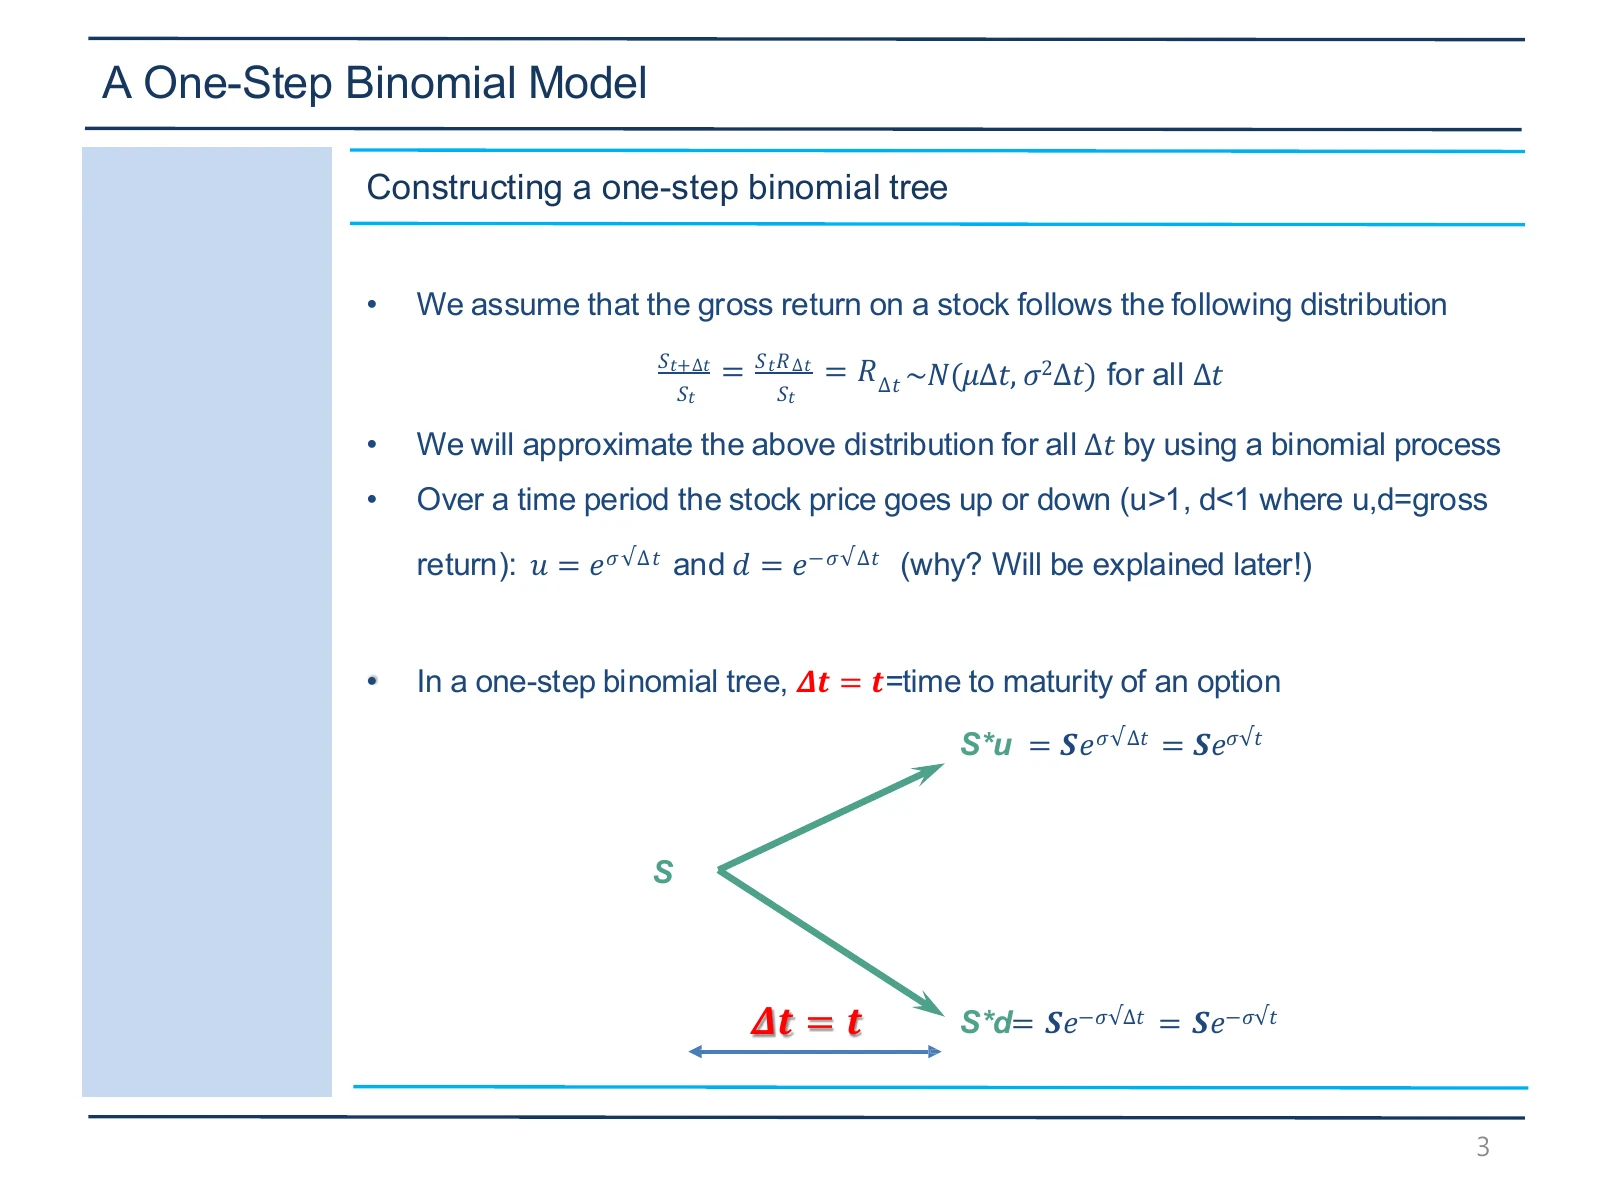 A One-Step Binomial Model
Constructing a one-step binomial tree
• We assume that the gross return on a stock follows the following distribution
S_{t+Δt}/S_t = S_tR_{Δt}/S_t = R_{Δt} ~N(μΔt, σ²Δt) for all Δt
• We will approximate the above distribution for all Δt by using a binomial process
• Over a time period the stock price goes up or down (u>1, d<1 where u,d=gross
return): u = e^{σ√Δt} and d = e^{−σ√Δt} (why? Will be explained later!)
• In a one-step binomial tree, Δt = t=time to maturity of an option
S*u = Se^{σ√Δt} = Se^{σ√t}
S
Δt = t
S*d= Se^{−σ√Δt} = Se^{−σ√t}
3